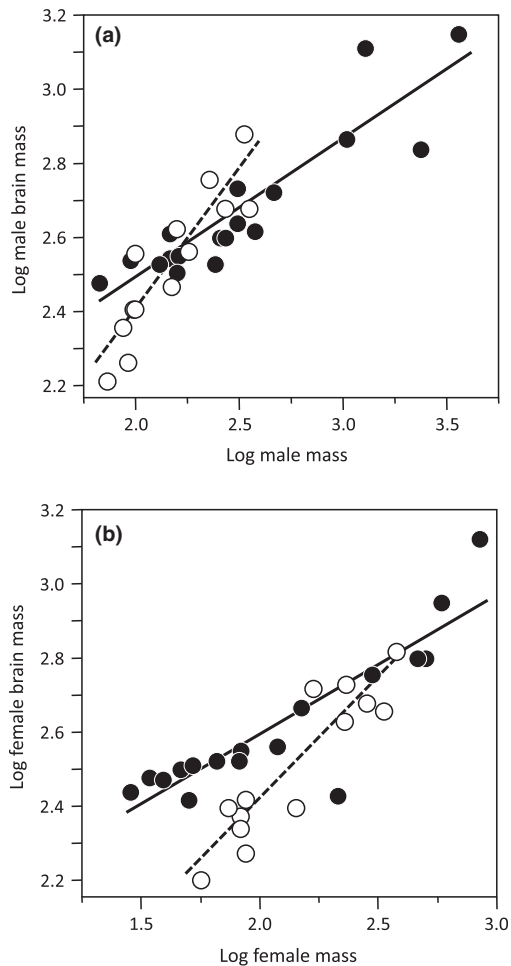 (a)
3.2
3.0
2.8
2.6
2.4
2.2
Log male brain mass
2.0 2.5 3.0 3.5
Log male mass
(b)
3.2
3.0
2.8
2.6
2.4
2.2
Log female brain mass
1.5 2.0 2.5 3.0
Log female mass